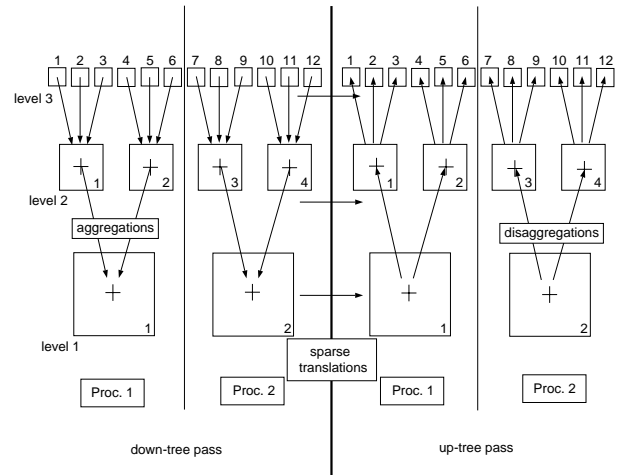 1 2 3 4 5 6 7 8 9 10 11 12 1 2 3 4 5 6 7 8 9 10 11 12
level 3
1 2 3 4 1 2 3 4
level 2
aggregations
disaggregations
1 2 1 2
level 1
sparse
translations
Proc. 1 Proc. 2 Proc. 1 Proc. 2
down-tree pass up-tree pass